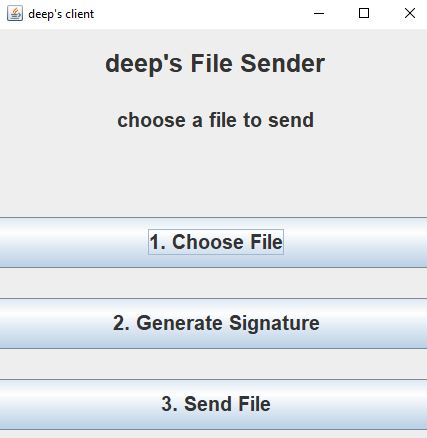 deep's client
deep's File Sender
choose a file to send
1. Choose File
2. Generate Signature
3. Send File